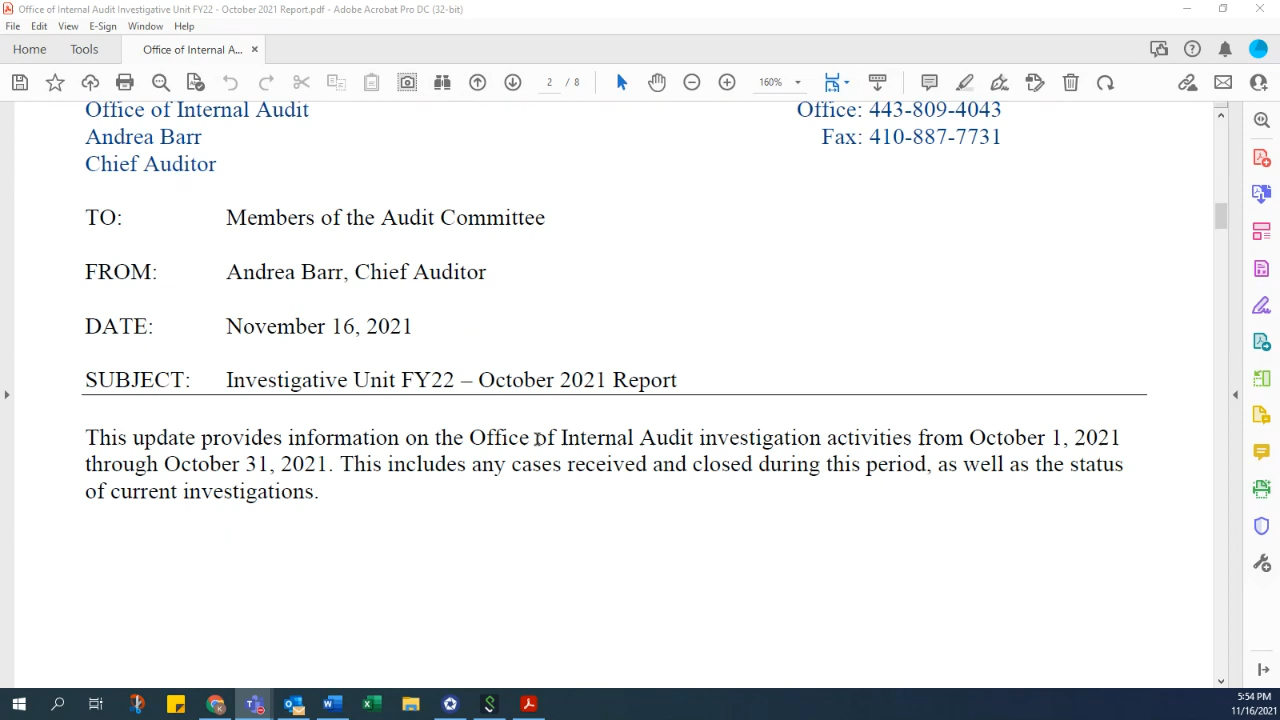 Office of Internal Audit Investigative Unit FY22 - October 2021 Report.pdf - Adobe Acrobat Pro DC (32-bit)
File Edit View E-Sign Window Help
Home Tools Office of Internal A... ×
2 / 8 160%
Office of Internal Audit Office: 443-809-4043
Andrea Barr Fax: 410-887-7731
Chief Auditor
TO: Members of the Audit Committee
FROM: Andrea Barr, Chief Auditor
DATE: November 16, 2021
SUBJECT: Investigative Unit FY22 – October 2021 Report
This update provides information on the Office of Internal Audit investigation activities from October 1, 2021
through October 31, 2021. This includes any cases received and closed during this period, as well as the status
of current investigations.
5:54 PM
11/16/2021